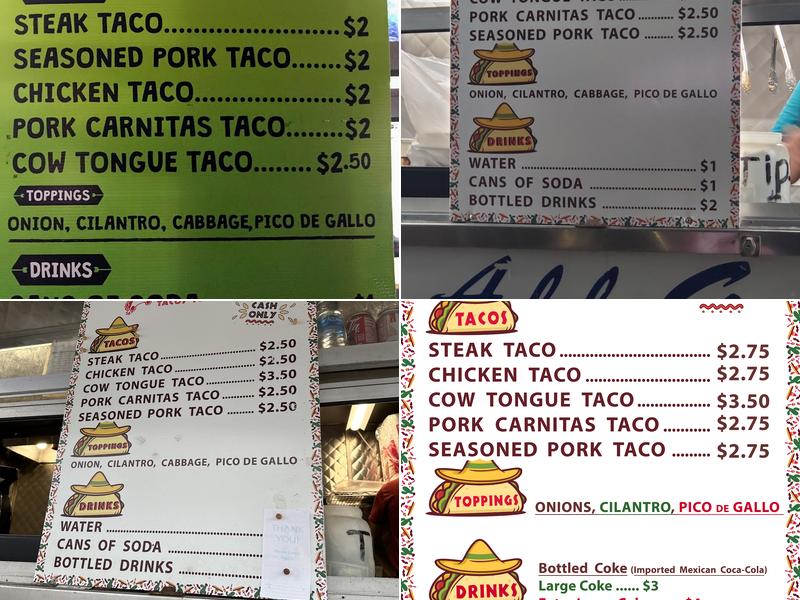 STEAK TACO..............................$2
SEASONED PORK TACO.......$2
CHICKEN TACO.........................$2
PORK CARNITAS TACO........$2
COW TONGUE TACO........$2.50
TOPPINGS
ONION, CILANTRO, CABBAGE, PICO DE GALLO
DRINKS
COW TONGUE TACO
PORK CARNITAS TACO ......... $2.50
SEASONED PORK TACO ........ $2.50
TOPPINGS
ONION, CILANTRO, CABBAGE, PICO DE GALLO
DRINKS
WATER ........................................ $1
CANS OF SODA ........................ $1
BOTTLED DRINKS .................... $2
Tip
CASH
ONLY
TACOS
STEAK TACO............................ $2.50
CHICKEN TACO........................ $2.50
COW TONGUE TACO............... $3.50
PORK CARNITAS TACO ......... $2.50
SEASONED PORK TACO ........ $2.50
TOPPINGS
ONION, CILANTRO, CABBAGE, PICO DE GALLO
DRINKS
WATER ........................................
CANS OF SODA ........................
BOTTLED DRINKS ....................
THANK
YOU!
T
TACOS
STEAK TACO ................................. $2.75
CHICKEN TACO ........................... $2.75
COW TONGUE TACO ................ $3.50
PORK CARNITAS TACO .......... $2.75
SEASONED PORK TACO ........ $2.75
TOPPINGS
ONIONS, CILANTRO, PICO DE GALLO
DRINKS
Bottled Coke (Imported Mexican Coca-Cola)
Large Coke ...... $3